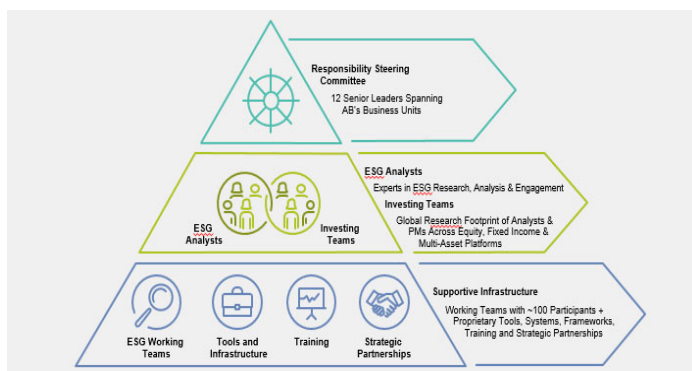 Responsibility Steering
Committee
12 Senior Leaders Spanning
AB's Business Units
ESG Analysts
Experts in ESG Research, Analysis & Engagement
Investing Teams
Global Research Footprint of Analysts &
PMs Across Equity, Fixed Income &
Multi-Asset Platforms
ESG
Analysts
Investing
Teams
Supportive Infrastructure
Working Teams with ~100 Participants +
Proprietary Tools, Systems, Frameworks,
Training and Strategic Partnerships
ESG Working
Teams
Tools and
Infrastructure
Training
Strategic
Partnerships